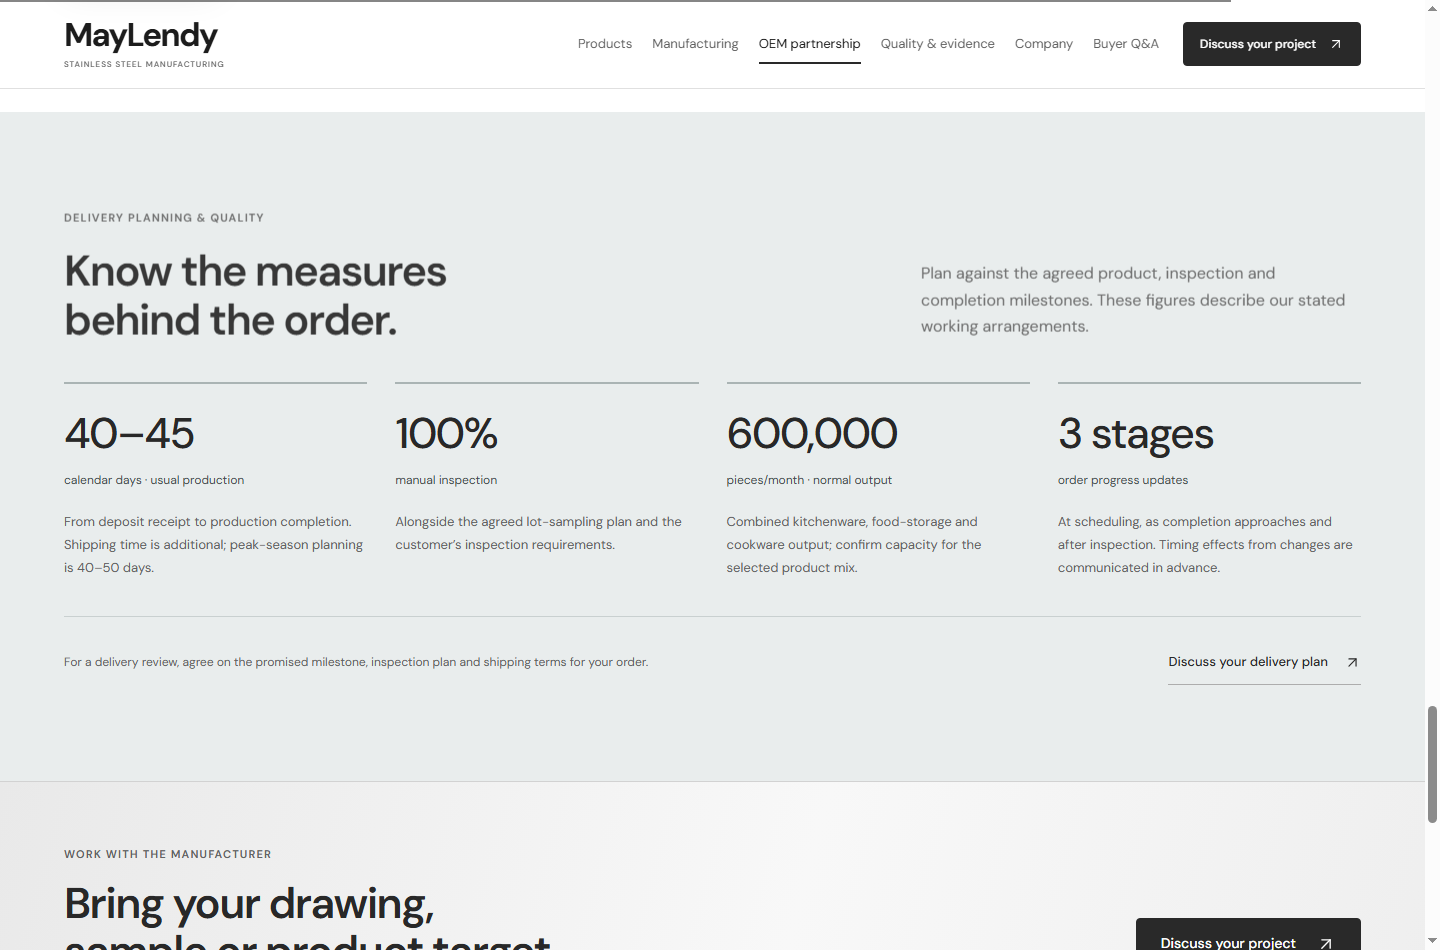 MayLendy
STAINLESS STEEL MANUFACTURING
Products
Manufacturing
OEM partnership
Quality & evidence
Company
Buyer Q&A
Discuss your project
DELIVERY PLANNING & QUALITY
Know the measures
behind the order.
Plan against the agreed product, inspection and
completion milestones. These figures describe our stated
working arrangements.
40–45
calendar days · usual production
From deposit receipt to production completion.
Shipping time is additional; peak-season planning
is 40–50 days.
100%
manual inspection
Alongside the agreed lot-sampling plan and the
customer’s inspection requirements.
600,000
pieces/month · normal output
Combined kitchenware, food-storage and
cookware output; confirm capacity for the
selected product mix.
3 stages
order progress updates
At scheduling, as completion approaches and
after inspection. Timing effects from changes are
communicated in advance.
For a delivery review, agree on the promised milestone, inspection plan and shipping terms for your order.
Discuss your delivery plan
WORK WITH THE MANUFACTURER
Bring your drawing,
sample or product target
Discuss your project